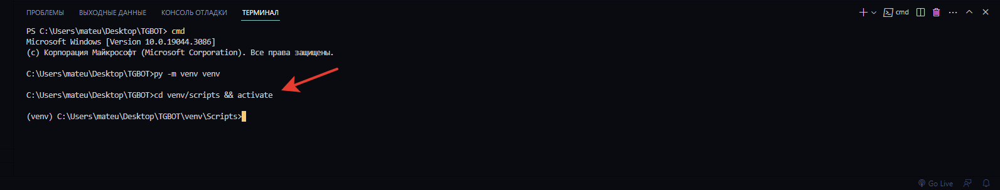 ПРОБЛЕМЫ ВЫХОДНЫЕ ДАННЫЕ КОНСОЛЬ ОТЛАДКИ ТЕРМИНАЛ cmd
PS C:\Users\mateu\Desktop\TGBOT> cmd
Microsoft Windows [Version 10.0.19044.3086]
(c) Корпорация Майкрософт (Microsoft Corporation). Все права защищены.
C:\Users\mateu\Desktop\TGBOT>py -m venv venv
C:\Users\mateu\Desktop\TGBOT>cd venv/scripts && activate
(venv) C:\Users\mateu\Desktop\TGBOT\venv\Scripts>
Go Live